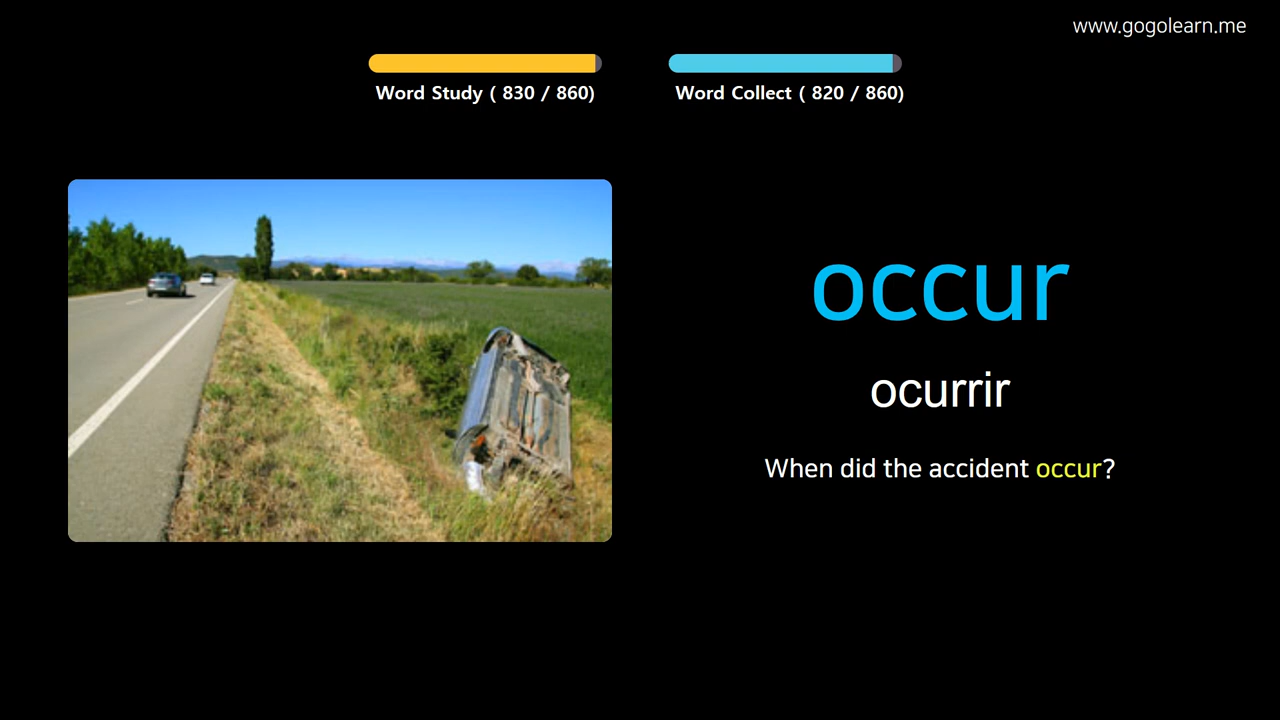 www.gogolearn.me
Word Study ( 830 / 860)
Word Collect ( 820 / 860)
occur
ocurrir
When did the accident occur?